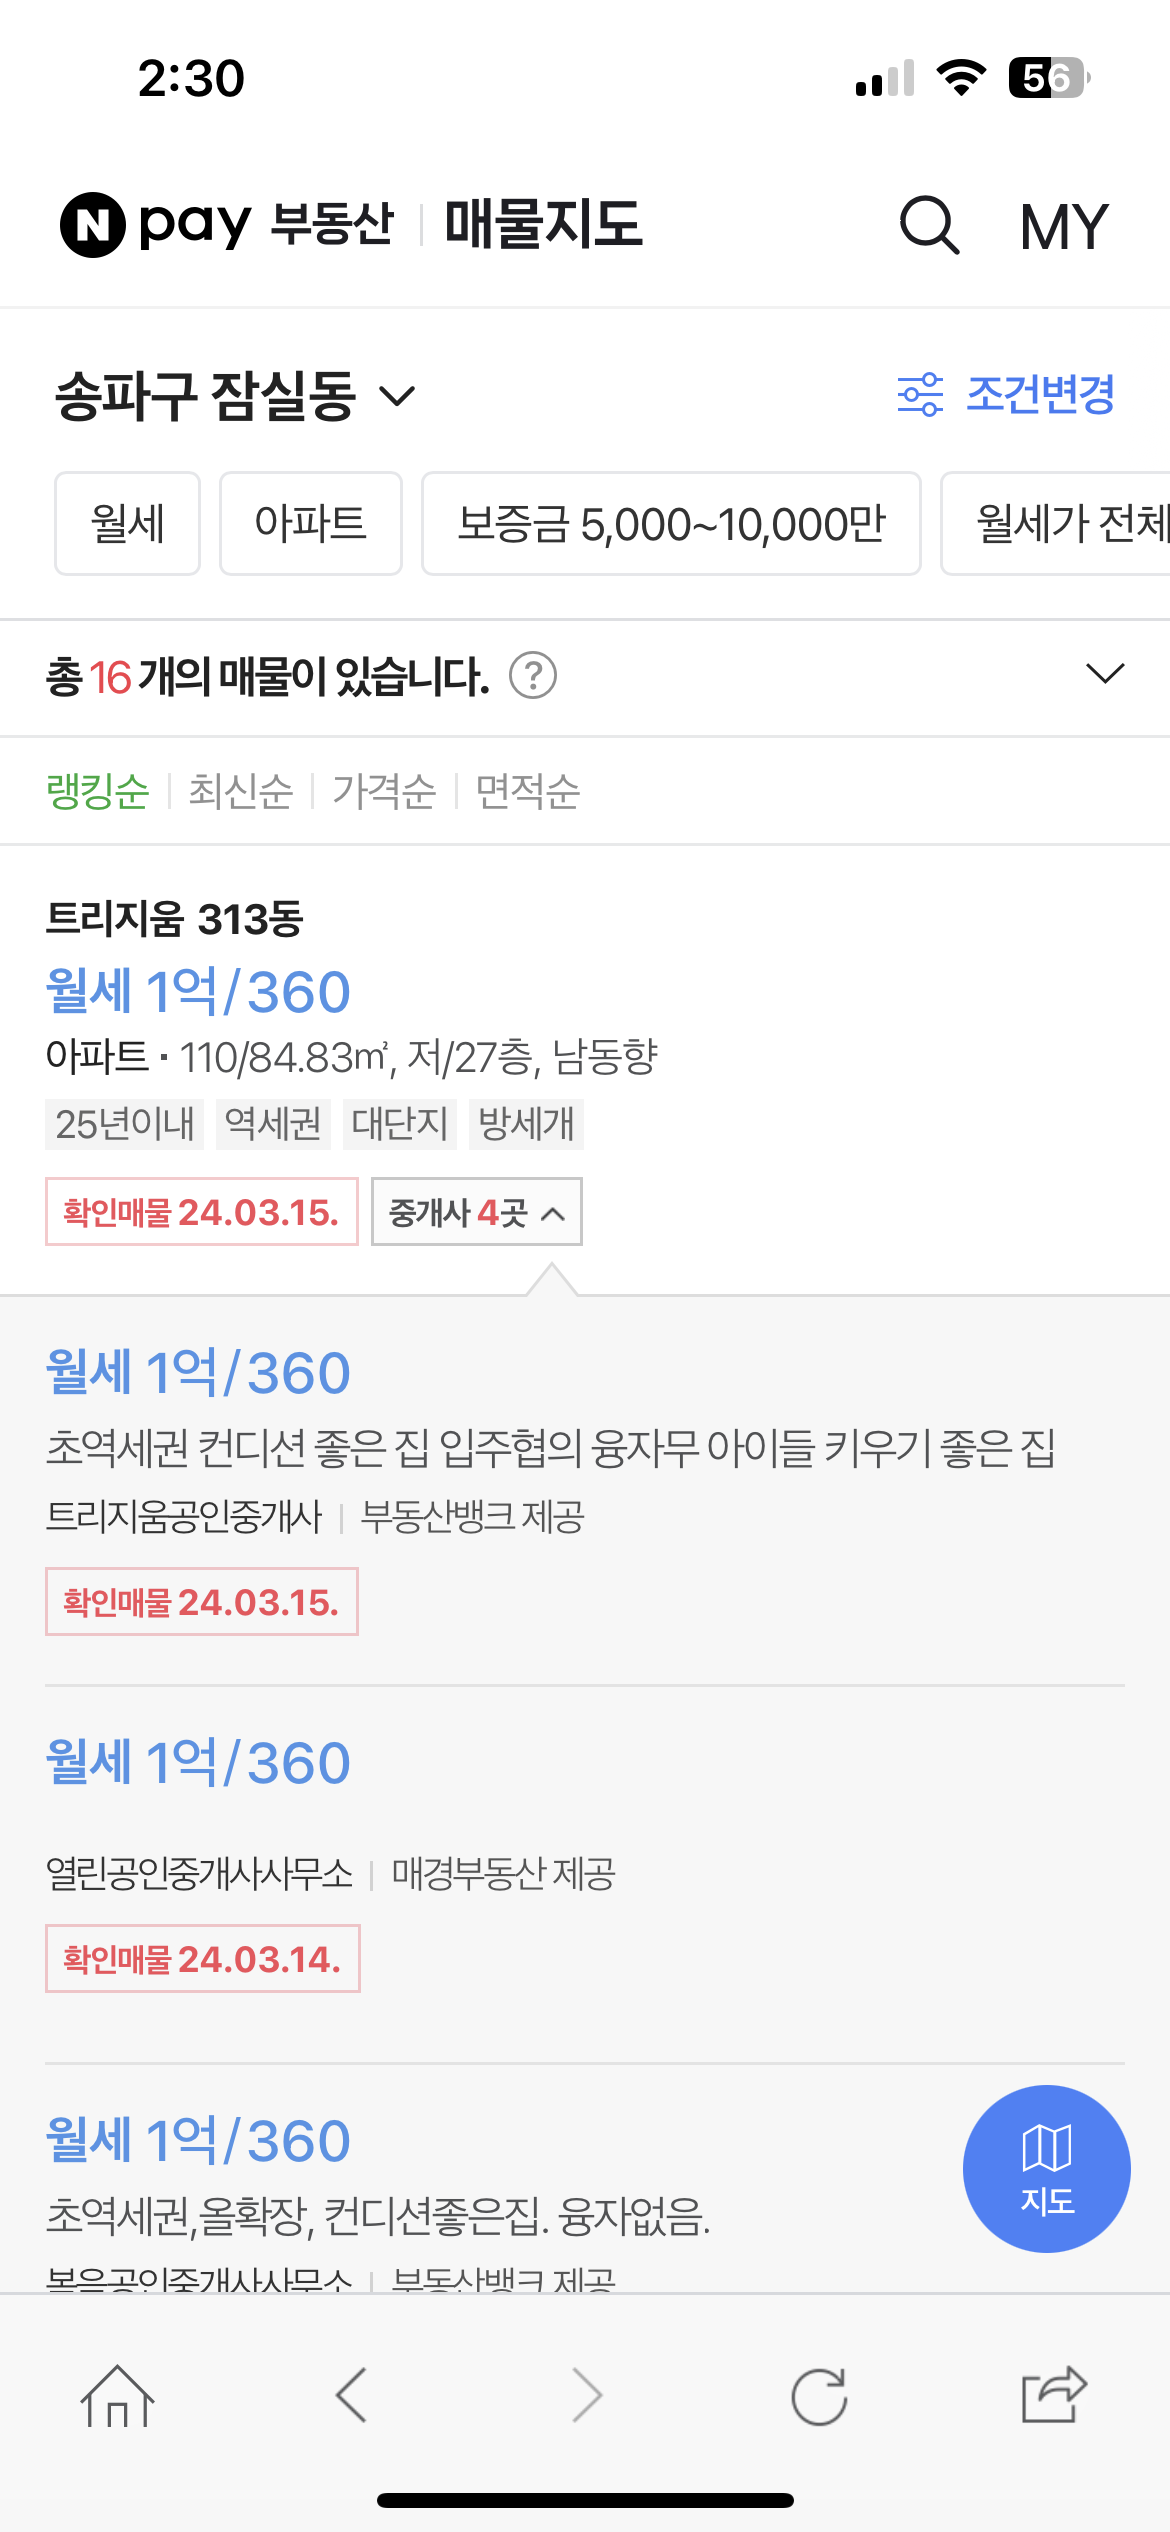 2:30 56
N pay 부동산 매물지도 MY
송파구 잠실동 조건변경
월세 아파트 보증금 5,000~10,000만 월세가 전체
총 16 개의 매물이 있습니다. ?
랭킹순 최신순 가격순 면적순
트리지움 313동
월세 1억/360
아파트 · 110/84.83㎡, 저/27층, 남동향
25년이내 역세권 대단지 방세개
확인매물 24.03.15. 중개사 4곳
월세 1억/360
초역세권 컨디션 좋은 집 입주협의 융자무 아이들 키우기 좋은 집
트리지움공인중개사 부동산뱅크 제공
확인매물 24.03.15.
월세 1억/360
열린공인중개사사무소 매경부동산 제공
확인매물 24.03.14.
월세 1억/360
지도
초역세권,올확장, 컨디션좋은집. 융자없음.
공인중개사사무소 부동산뱅크 제공